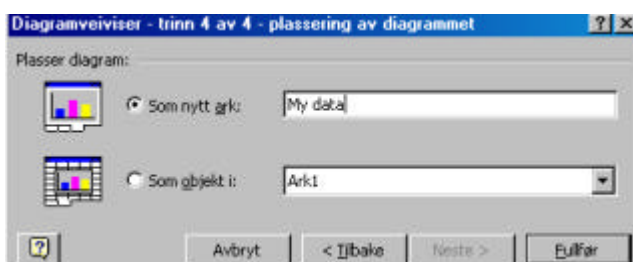 Diagramveiviser - trinn 4 av 4 - plassering av diagrammet
Plasser diagram:
Som nytt ark: My data
Som objekt i: Ark1
Avbryt < Tilbake Neste > Fullfør